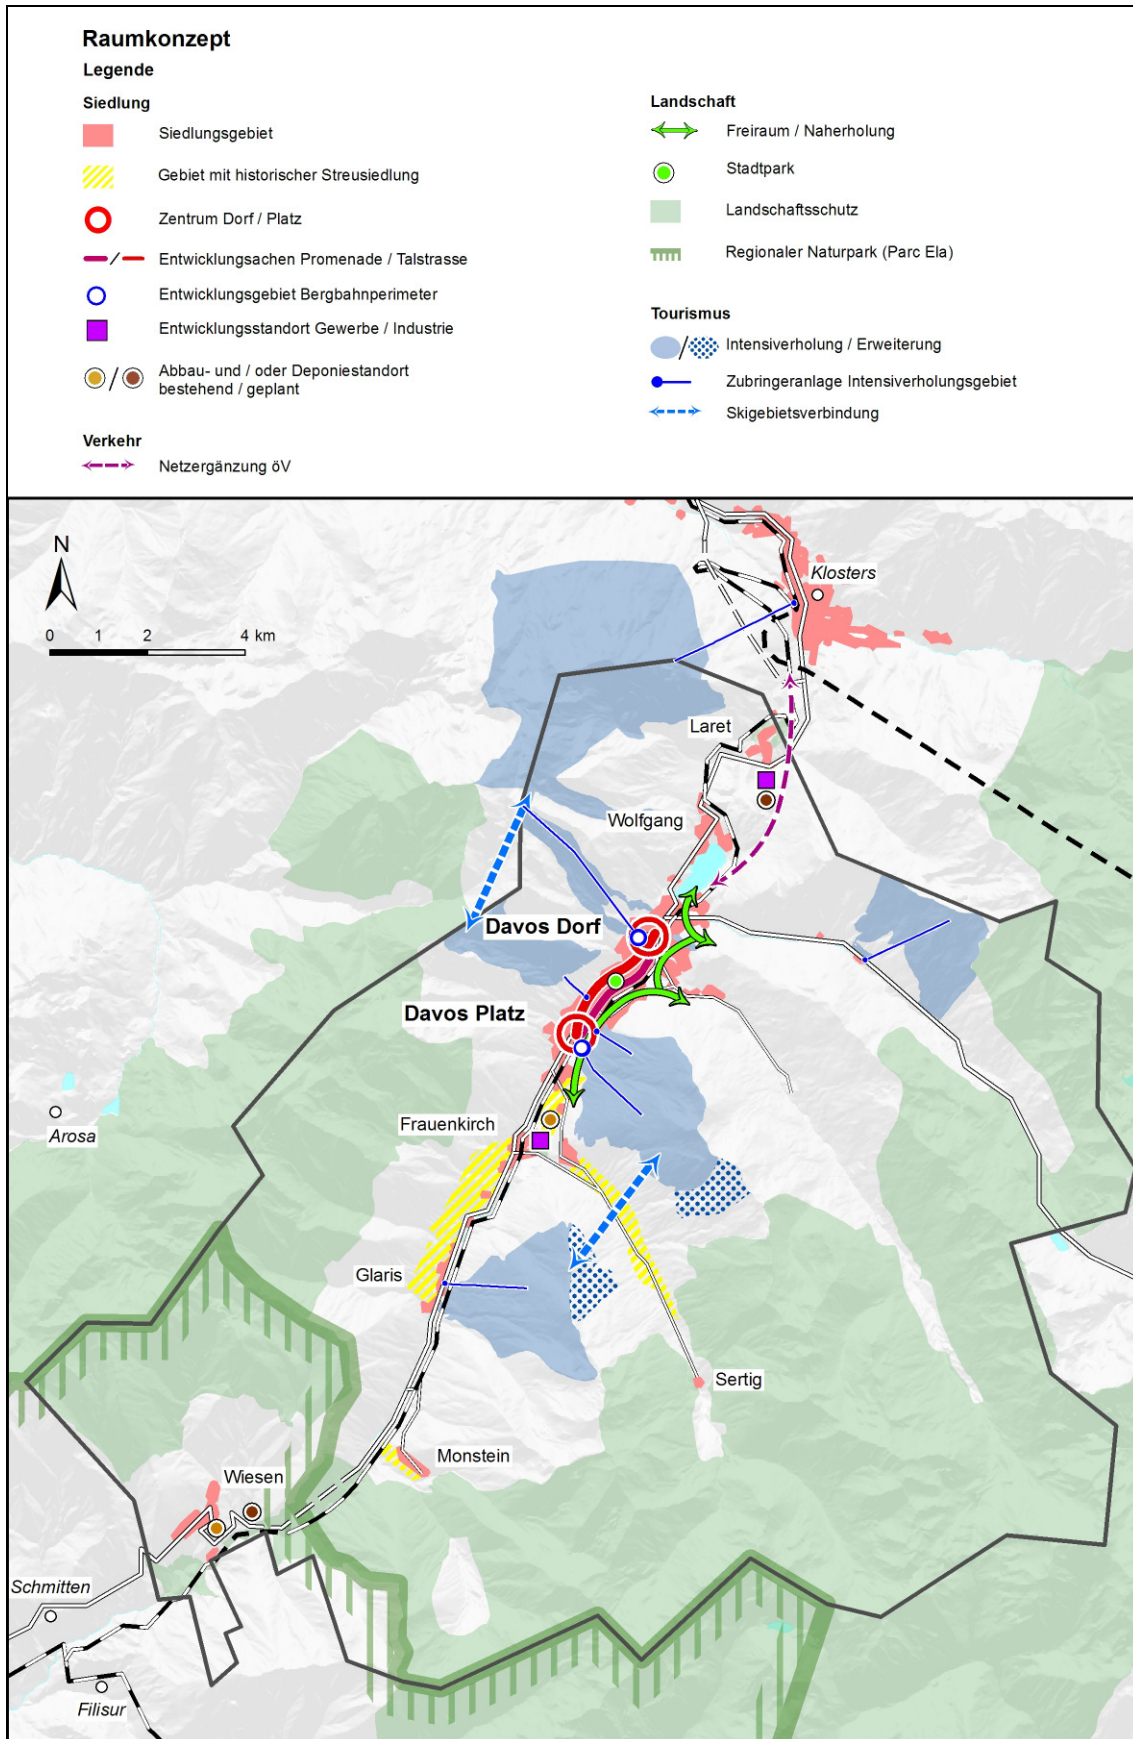 Raumkonzept
Legende
Siedlung
Siedlungsgebiet
Gebiet mit historischer Streusiedlung
Zentrum Dorf / Platz
Entwicklungsachen Promenade / Talstrasse
Entwicklungsgebiet Bergbahnperimeter
Entwicklungsstandort Gewerbe / Industrie
Abbau- und / oder Deponiestandort
bestehend / geplant
Verkehr
Netzergänzung öV
Landschaft
Freiraum / Naherholung
Stadtpark
Landschaftsschutz
Regionaler Naturpark (Parc Ela)
Tourismus
Intensiverholung / Erweiterung
Zubringeranlage Intensiverholungsgebiet
Skigebietsverbindung
N
0 1 2 4 km
Klosters
Laret
Wolfgang
Davos Dorf
Davos Platz
Arosa
Frauenkirch
Glaris
Sertig
Monstein
Wiesen
Schmitten
Filisur